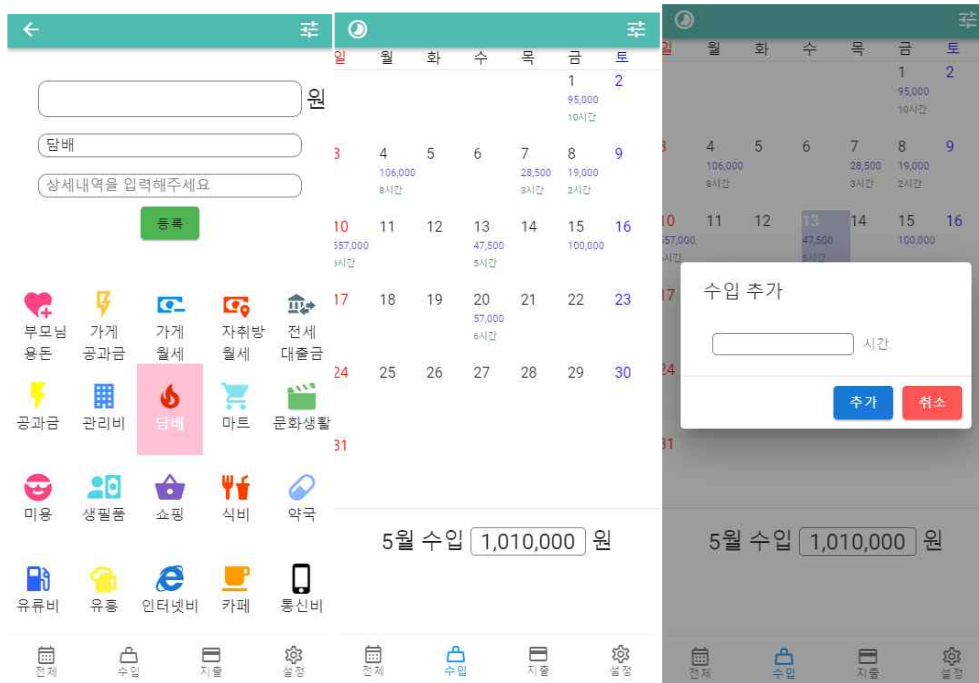 원
담배
상세내역을 입력해주세요
등록
부모님 가게 가게 자취방 전세
용돈 공과금 월세 월세 대출금
공과금 관리비 담배 마트 문화생활
미용 생필품 쇼핑 식비 약국
유류비 유흥 인터넷비 카페 통신비
전체 수입 지출 설정
일 월 화 수 목 금 토
1 2
95,000
10시간
3 4 5 6 7 8 9
106,000 28,500 19,000
8시간 3시간 2시간
10 11 12 13 14 15 16
557,000 47,500 100,000
5시간
17 18 19 20 21 22 23
57,000
6시간
24 25 26 27 28 29 30
31
5월 수입 1,010,000 원
전체 수입 지출 설정
일 월 화 수 목 금 토
1 2
95,000
10시간
4 5 6 7 8 9
106,000 28,500 19,000
8시간 3시간 2시간
10 11 12 13 14 15 16
557,000 47,500 100,000
5시간
17
수입 추가
시간
24
추가 취소
31
5월 수입 1,010,000 원
전체 수입 지출 설정